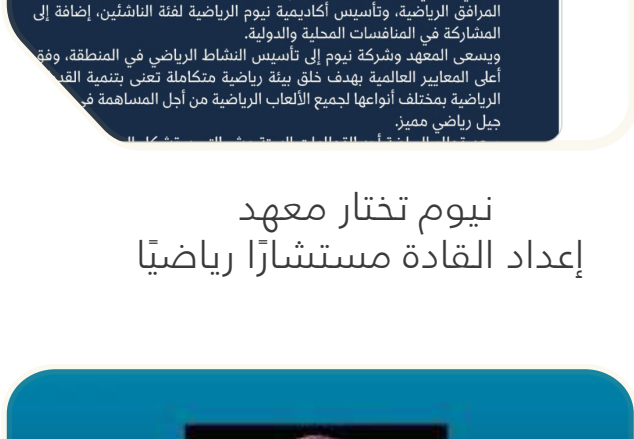 المرافق الرياضية، وتأسيس أكاديمية نيوم الرياضية لفئة الناشئين، إضافة إلى
المشاركة في المنافسات المحلية والدولية.
ويسعى المعهد وشركة نيوم إلى تأسيس النشاط الرياضي في المنطقة، وفق
أعلى المعايير العالمية بهدف خلق بيئة رياضية متكاملة تعنى بتنمية
الرياضية بمختلف أنواعها لجميع الألعاب الرياضية من أجل المساهمة
جيل رياضي مميز.
نيوم تختار معهد
إعداد القادة مستشارًا رياضيًا